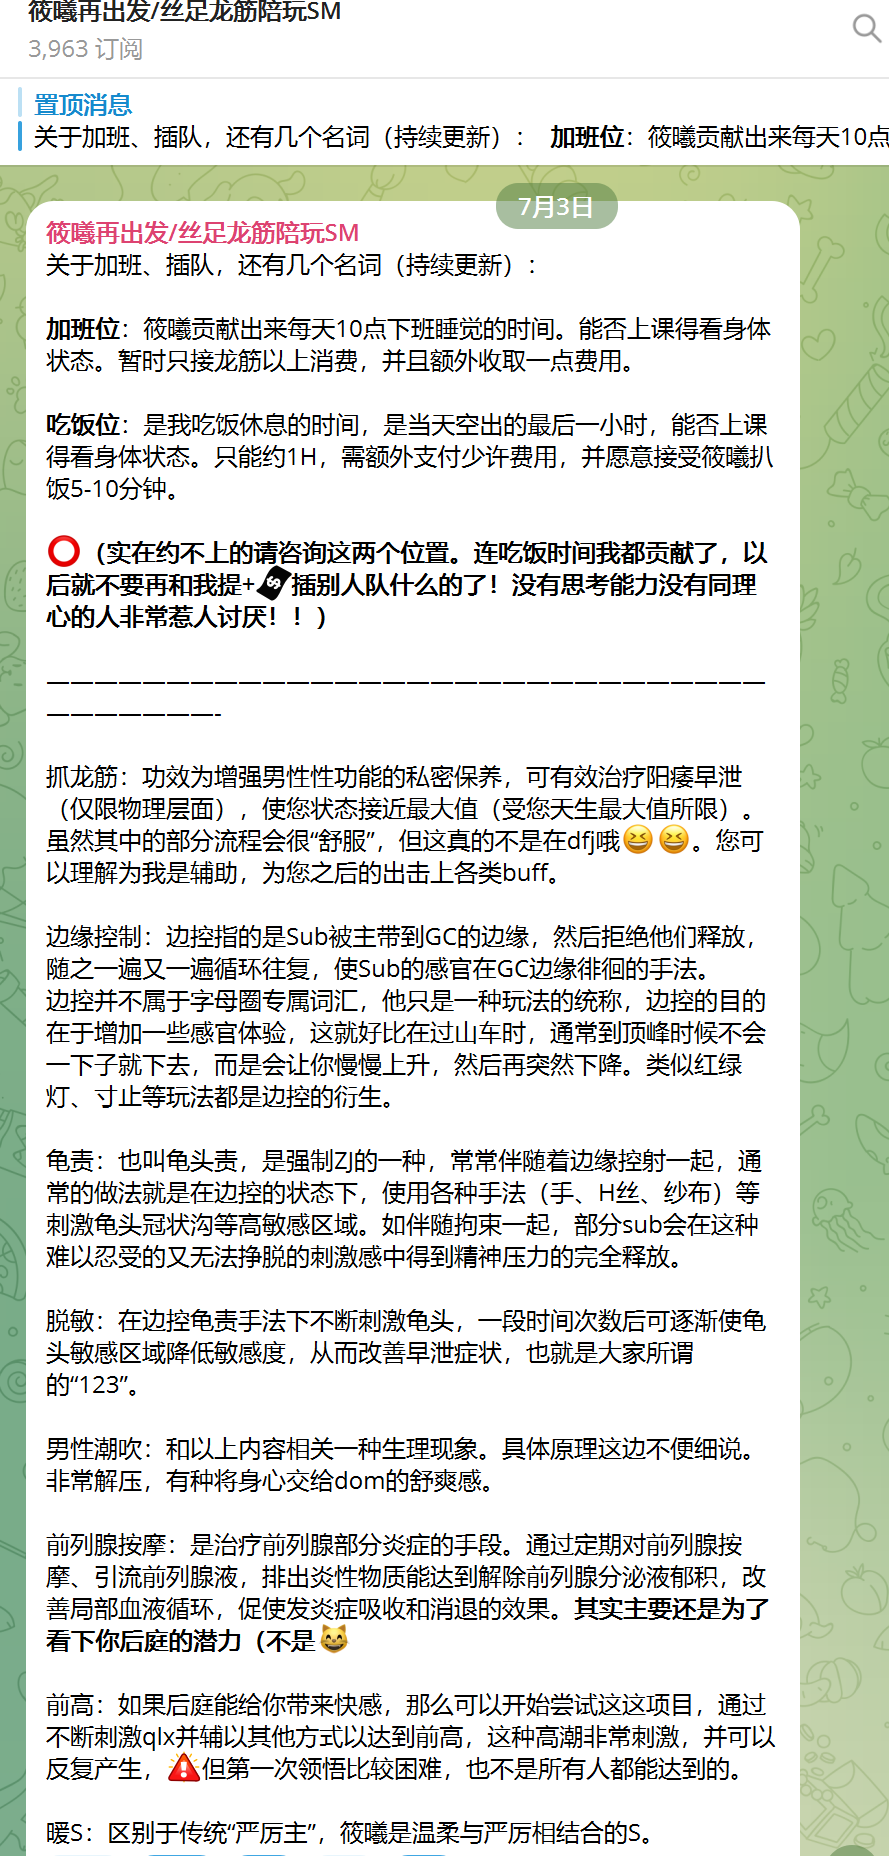 筱曦再出发/丝足龙筋陪玩SM
3,963 订阅
置顶消息
关于加班、插队，还有几个名词（持续更新）： 加班位：筱曦贡献出来每天10点
7月3日
筱曦再出发/丝足龙筋陪玩SM
关于加班、插队，还有几个名词（持续更新）：
加班位：筱曦贡献出来每天10点下班睡觉的时间。能否上课得看身体
状态。暂时只接龙筋以上消费，并且额外收取一点费用。
吃饭位：是我吃饭休息的时间，是当天空出的最后一小时，能否上课
得看身体状态。只能约1H，需额外支付少许费用，并愿意接受筱曦扒
饭5-10分钟。
⭕（实在约不上的请咨询这两个位置。连吃饭时间我都贡献了，以
后就不要再和我提+💵插别人队什么的了！没有思考能力没有同理
心的人非常惹人讨厌！！）
——————————————————————————————
———————-
抓龙筋：功效为增强男性性功能的私密保养，可有效治疗阳痿早泄
（仅限物理层面），使您状态接近最大值（受您天生最大值所限）。
虽然其中的部分流程会很“舒服”，但这真的不是在dfj哦😆😆。您可
以理解为我是辅助，为您之后的出击上各类buff。
边缘控制：边控指的是Sub被主带到GC的边缘，然后拒绝他们释放，
随之一遍又一遍循环往复，使Sub的感官在GC边缘徘徊的手法。
边控并不属于字母圈专属词汇，他只是一种玩法的统称，边控的目的
在于增加一些感官体验，这就好比在过山车时，通常到顶峰时候不会
一下子就下去，而是会让你慢慢上升，然后再突然下降。类似红绿
灯、寸止等玩法都是边控的衍生。
龟责：也叫龟头责，是强制ZJ的一种，常常伴随着边缘控射一起，通
常的做法就是在边控的状态下，使用各种手法（手、H丝、纱布）等
刺激龟头冠状沟等高敏感区域。如伴随拘束一起，部分sub会在这种
难以忍受的又无法挣脱的刺激感中得到精神压力的完全释放。
脱敏：在边控龟责手法下不断刺激龟头，一段时间次数后可逐渐使龟
头敏感区域降低敏感度，从而改善早泄症状，也就是大家所谓
的“123”。
男性潮吹：和以上内容相关一种生理现象。具体原理这边不便细说。
非常解压，有种将身心交给dom的舒爽感。
前列腺按摩：是治疗前列腺部分炎症的手段。通过定期对前列腺按
摩、引流前列腺液，排出炎性物质能达到解除前列腺分泌液郁积，改
善局部血液循环，促使发炎症吸收和消退的效果。其实主要还是为了
看下你后庭的潜力（不是😸
前高：如果后庭能给你带来快感，那么可以开始尝试这这项目，通过
不断刺激qlx并辅以其他方式以达到前高，这种高潮非常刺激，并可以
反复产生，⚠️但第一次领悟比较困难，也不是所有人都能达到的。
暖S：区别于传统“严厉主”，筱曦是温柔与严厉相结合的S。